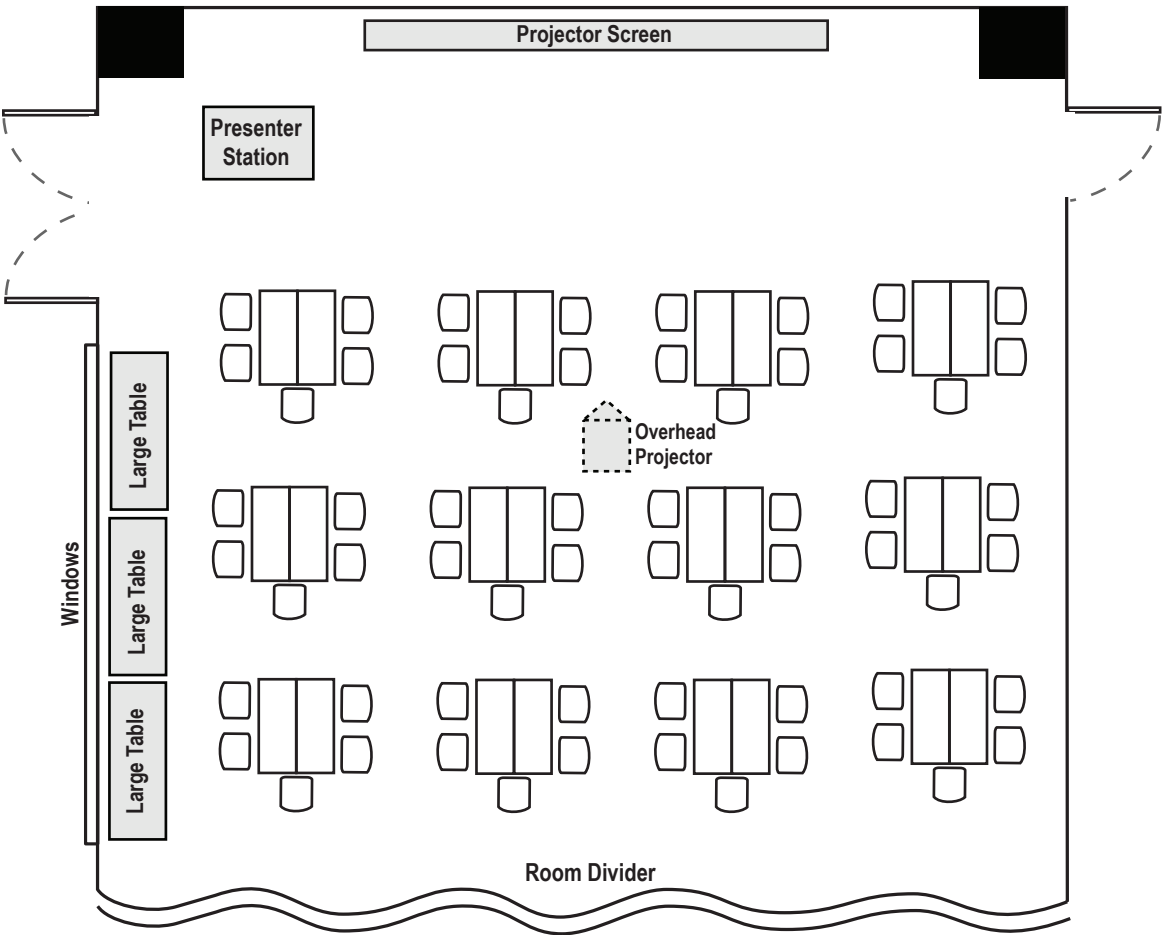 Projector Screen
Presenter
Station
Overhead
Projector
Large Table
Large Table
Large Table
Windows
Room Divider